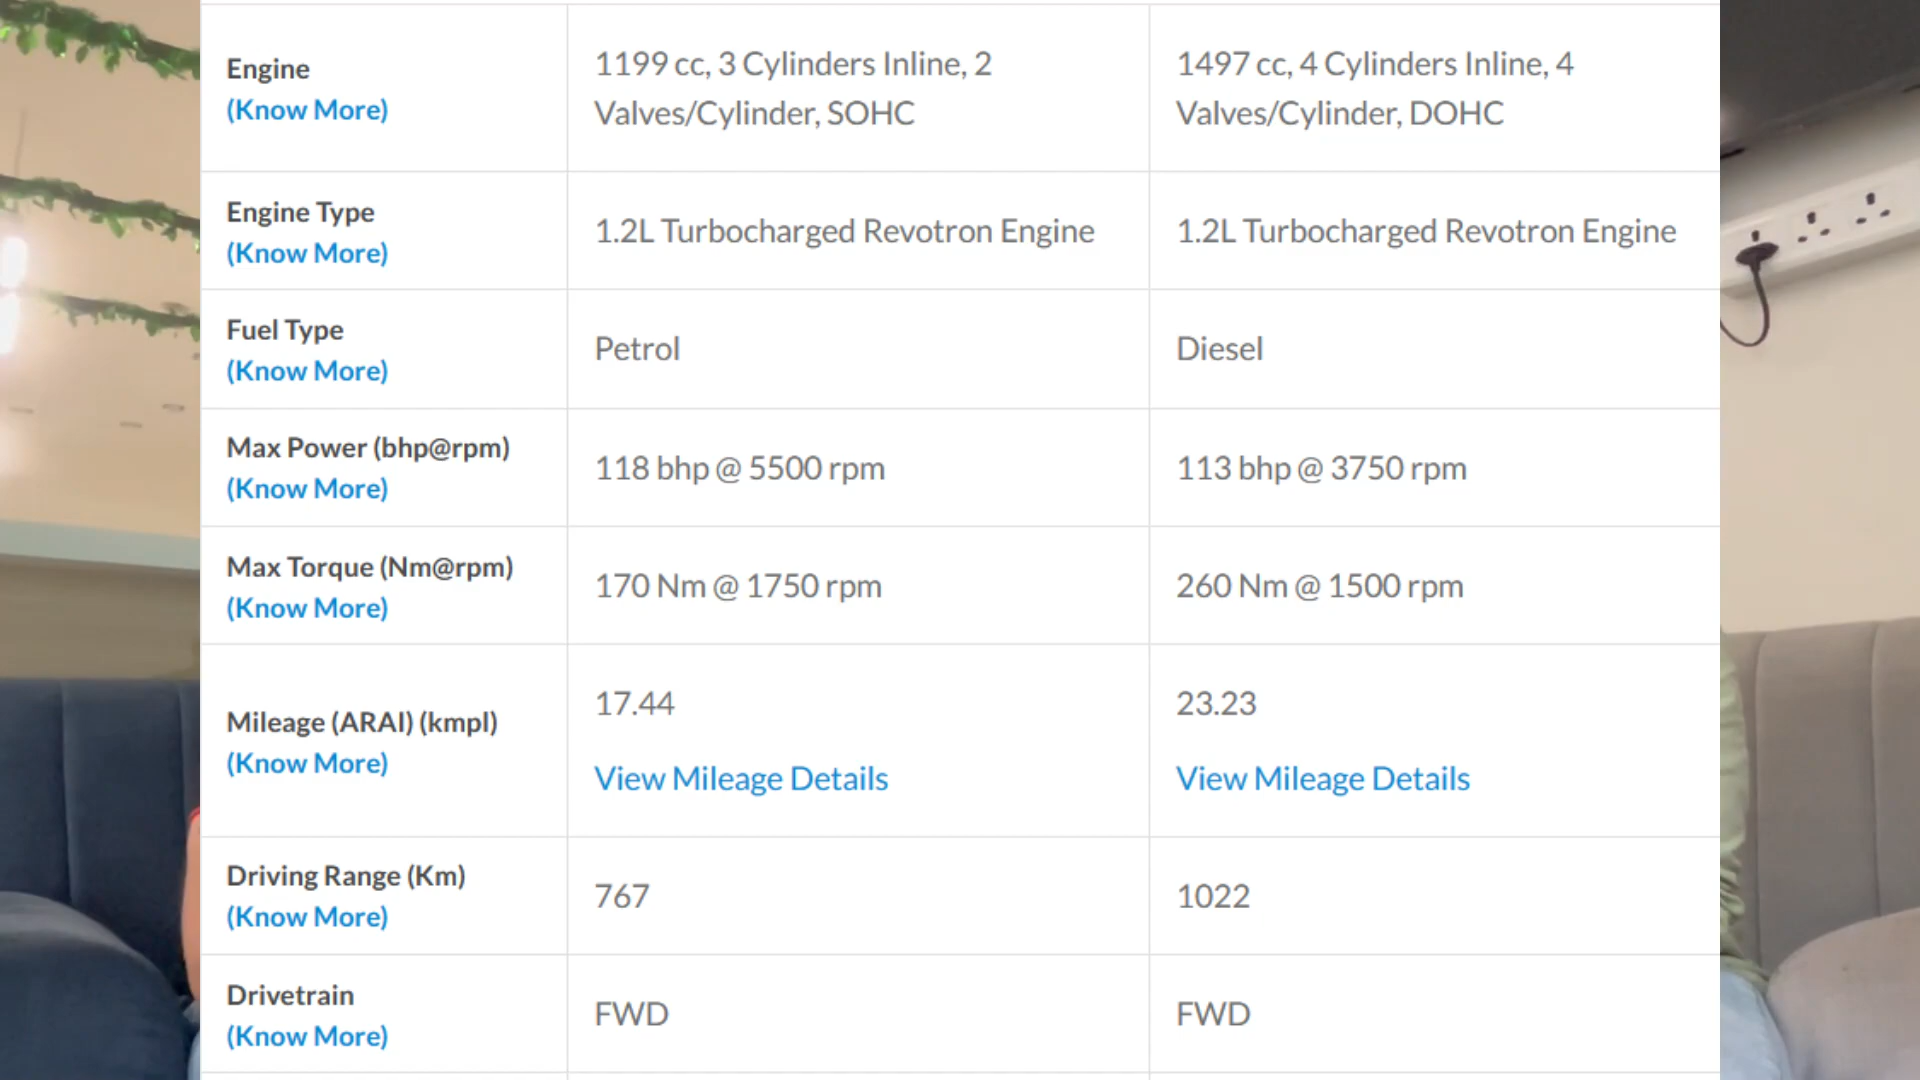 Engine
(Know More)
1199 cc, 3 Cylinders Inline, 2
Valves/Cylinder, SOHC
1497 cc, 4 Cylinders Inline, 4
Valves/Cylinder, DOHC
Engine Type
(Know More)
1.2L Turbocharged Revotron Engine
1.2L Turbocharged Revotron Engine
Fuel Type
(Know More)
Petrol
Diesel
Max Power (bhp@rpm)
(Know More)
118 bhp @ 5500 rpm
113 bhp @ 3750 rpm
Max Torque (Nm@rpm)
(Know More)
170 Nm @ 1750 rpm
260 Nm @ 1500 rpm
Mileage (ARAI) (kmpl)
(Know More)
17.44
View Mileage Details
23.23
View Mileage Details
Driving Range (Km)
(Know More)
767
1022
Drivetrain
(Know More)
FWD
FWD